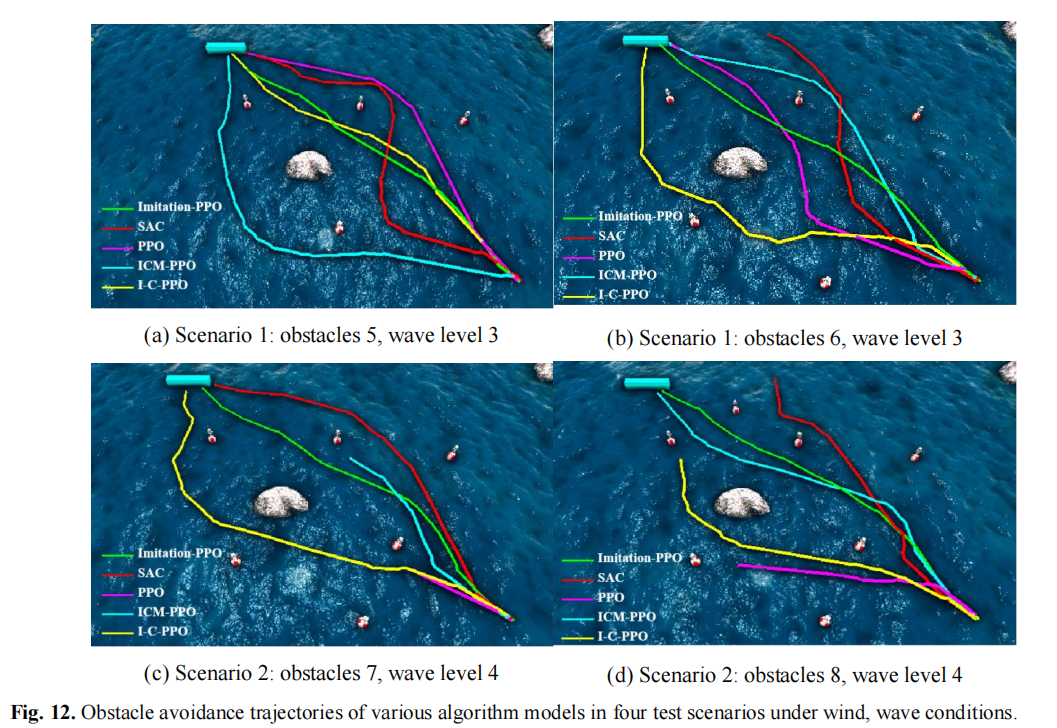 Imitation-PPO
SAC
PPO
ICM-PPO
I-C-PPO
Imitation-PPO
SAC
PPO
ICM-PPO
I-C-PPO
(a) Scenario 1: obstacles 5, wave level 3
(b) Scenario 1: obstacles 6, wave level 3
Imitation-PPO
SAC
PPO
ICM-PPO
I-C-PPO
Imitation-PPO
SAC
PPO
ICM-PPO
I-C-PPO
(c) Scenario 2: obstacles 7, wave level 4
(d) Scenario 2: obstacles 8, wave level 4
Fig. 12. Obstacle avoidance trajectories of various algorithm models in four test scenarios under wind, wave conditions.